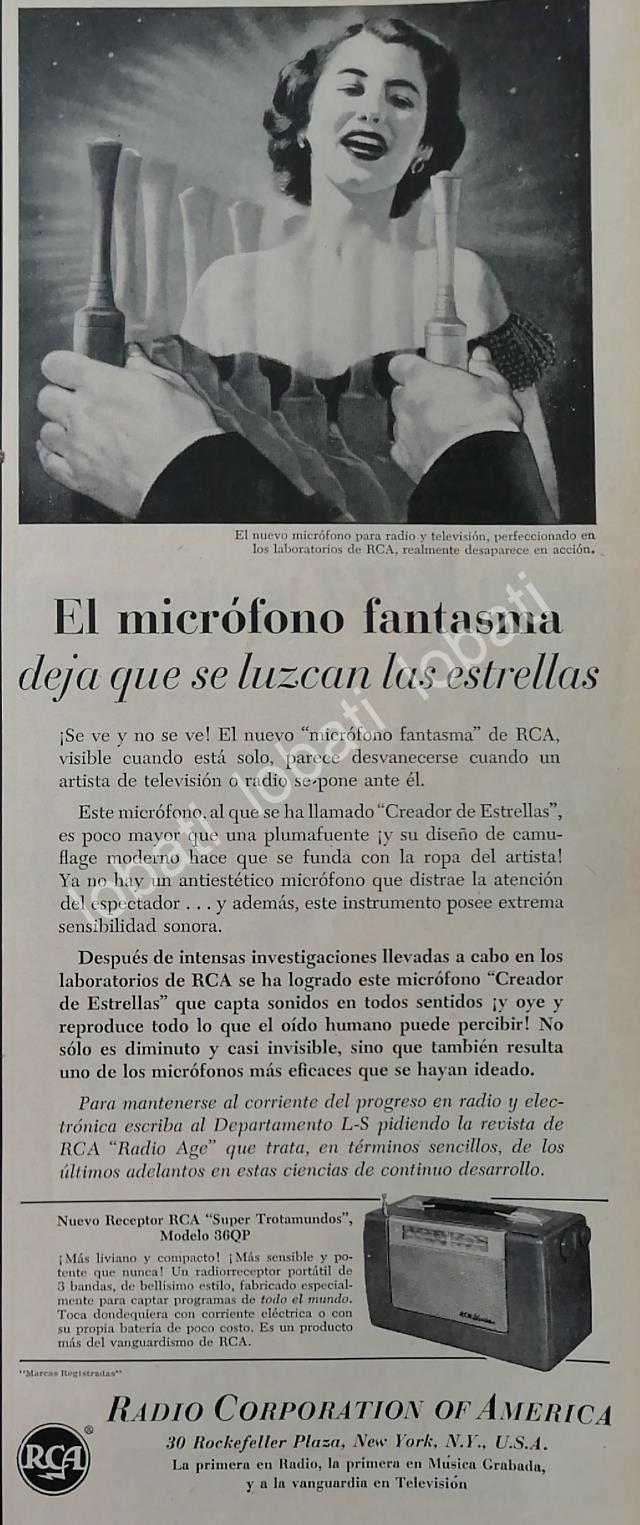 El nuevo micrófono para radio y televisión, perfeccionado en
los laboratorios de RCA, realmente desaparece en acción.
El micrófono fantasma
deja que se luzcan las estrellas
¡Se ve y no se ve! El nuevo “micrófono fantasma” de RCA,
visible cuando está solo, parece desvanecerse cuando un
artista de televisión o radio se pone ante él.
Este micrófono, al que se ha llamado “Creador de Estrellas”,
es poco mayor que una plumafuente ¡y su diseño de camu-
flage moderno hace que se funda con la ropa del artista!
Ya no hay un antiestético micrófono que distrae la atención
del espectador . . . y además, este instrumento posee extrema
sensibilidad sonora.
Después de intensas investigaciones llevadas a cabo en los
laboratorios de RCA se ha logrado este micrófono “Creador
de Estrellas” que capta sonidos en todos sentidos ¡y oye y
reproduce todo lo que el oído humano puede percibir! No
sólo es diminuto y casi invisible, sino que también resulta
uno de los micrófonos más eficaces que se hayan ideado.
Para mantenerse al corriente del progreso en radio y elec-
trónica escriba al Departamento L-S pidiendo la revista de
RCA “Radio Age” que trata, en términos sencillos, de los
últimos adelantos en estas ciencias de continuo desarrollo.
Nuevo Receptor RCA “Super Trotamundos”,
Modelo 36QP
¡Más liviano y compacto! ¡Más sensible y po-
tente que nunca! Un radiorreceptor portátil de
3 bandas, de bellísimo estilo, fabricado especial-
mente para captar programas de todo el mundo.
Toca dondequiera con corriente eléctrica o con
su propia batería de poco costo. Es un producto
más del vanguardismo de RCA.
"Marcas Registradas"
RADIO CORPORATION OF AMERICA
30 Rockefeller Plaza, New York, N.Y., U.S.A.
La primera en Radio, la primera en Música Grabada,
y a la vanguardia en Televisión
RCA
®
lobati lobati lobati